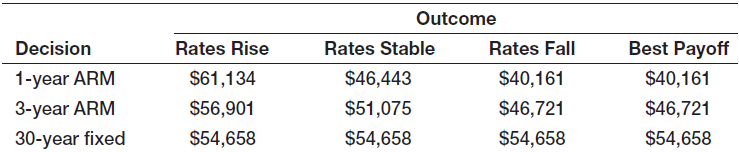 Outcome
Decision Rates Rise Rates Stable Rates Fall Best Payoff
1-year ARM $61,134 $46,443 $40,161 $40,161
3-year ARM $56,901 $51,075 $46,721 $46,721
30-year fixed $54,658 $54,658 $54,658 $54,658